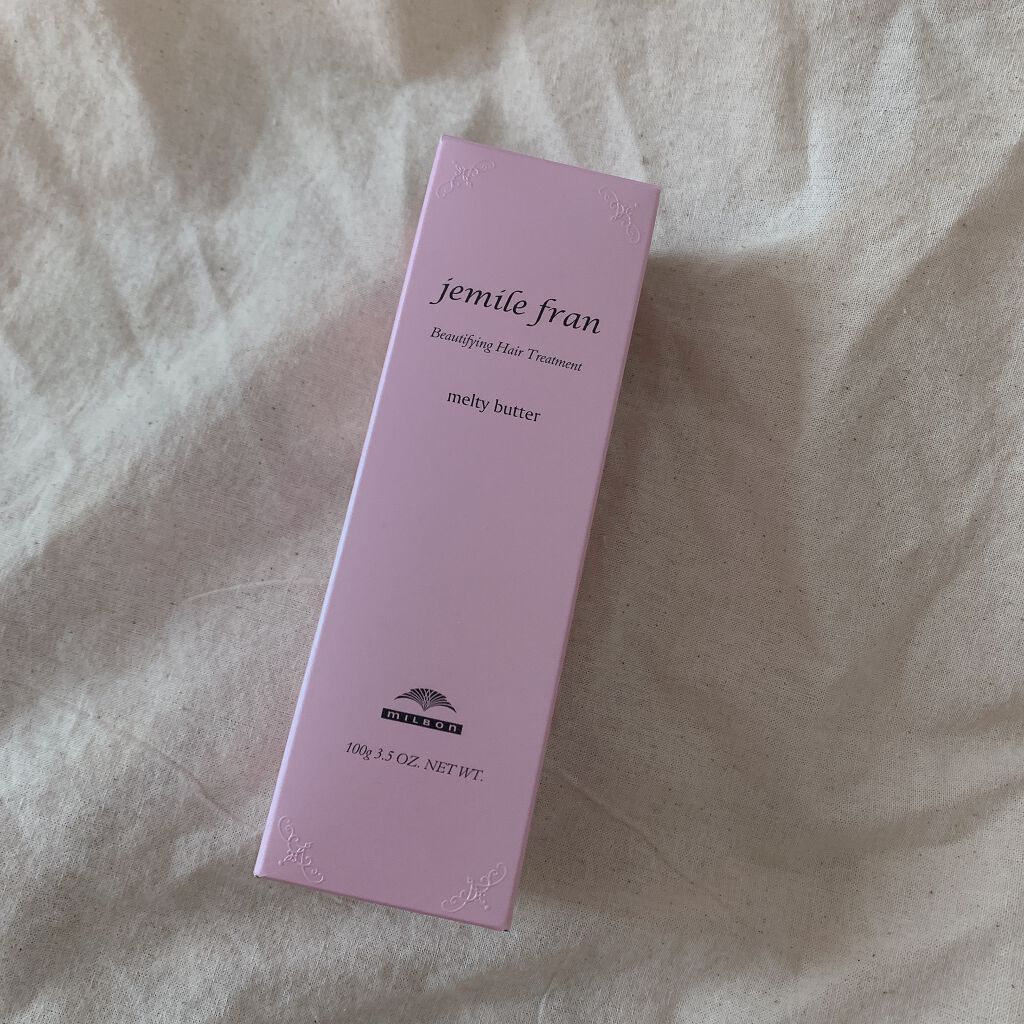 jemile fran
Beautifying Hair Treatment
melty butter
milbon
100g 3.5 OZ. NET WT.